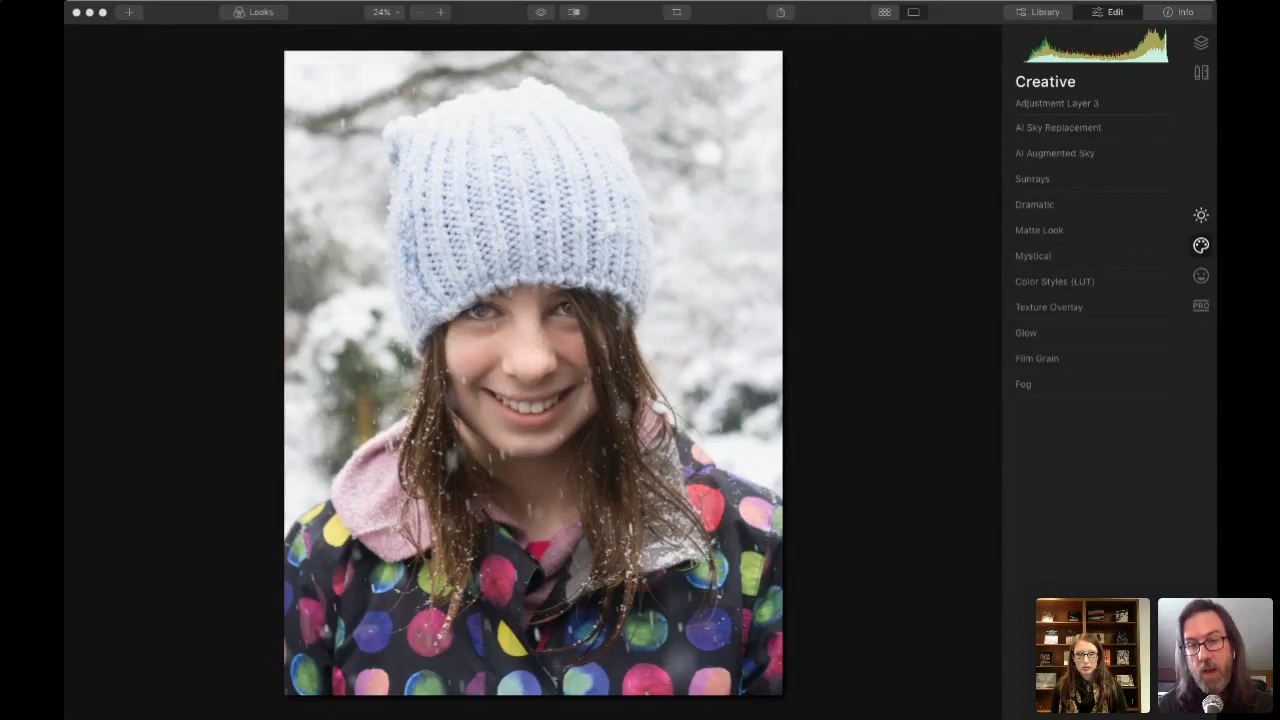 Looks
24%
Library
Edit
Info
Creative
Adjustment Layer 3
AI Sky Replacement
AI Augmented Sky
Sunrays
Dramatic
Matte Look
Mystical
Color Styles (LUT)
Texture Overlay
Glow
Film Grain
Fog
PRO